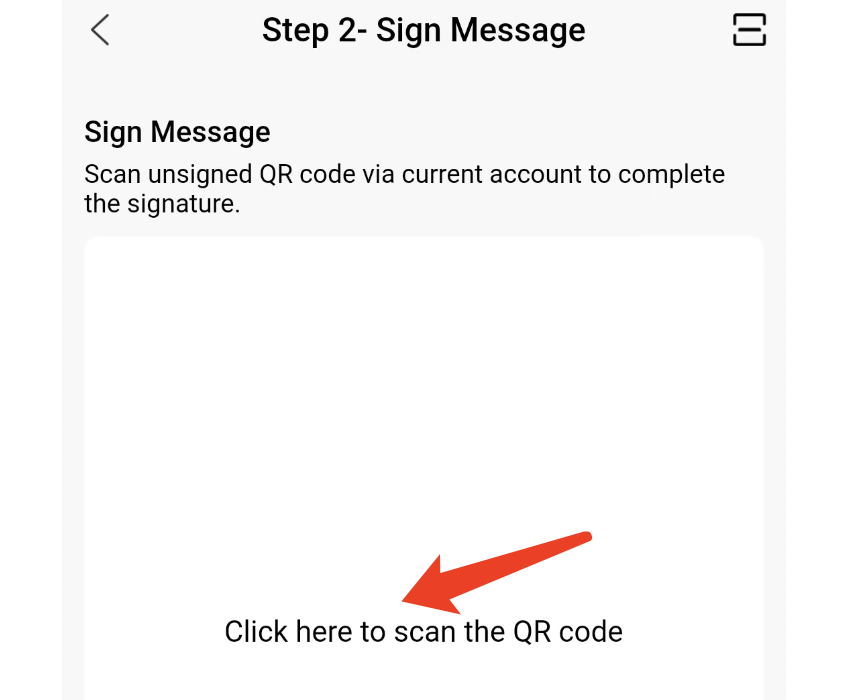 Step 2- Sign Message
Sign Message
Scan unsigned QR code via current account to complete
the signature.
Click here to scan the QR code